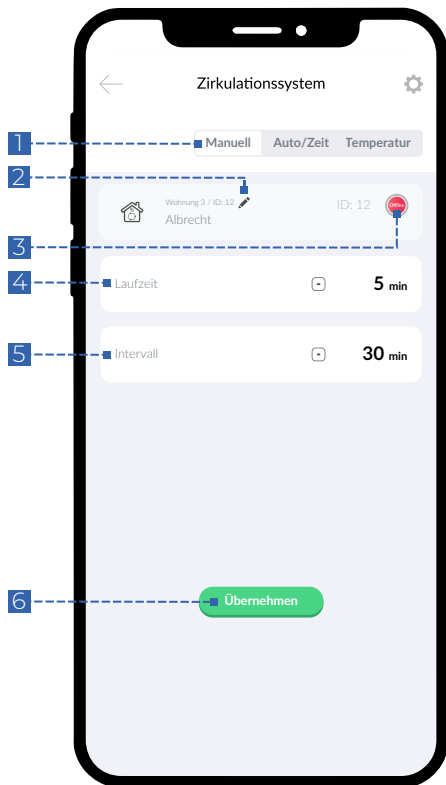 Zirkulationssystem
1
Manuell Auto/Zeit Temperatur
2
Wohnung 3 / ID: 12
Albrecht
ID: 12
Offline
3
4
Laufzeit
5 min
5
Intervall
30 min
6
Übernehmen